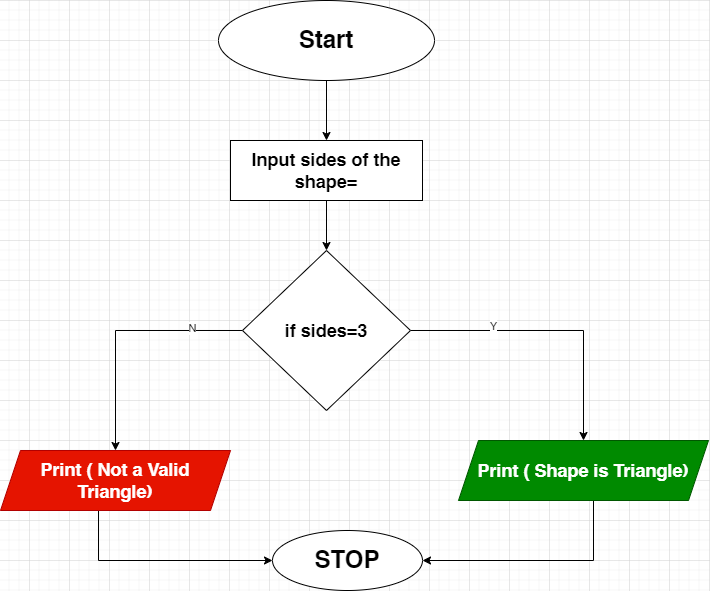 Start
Input sides of the
shape=
if sides=3
N
Y
Print ( Not a Valid
Triangle)
Print ( Shape is Triangle)
STOP